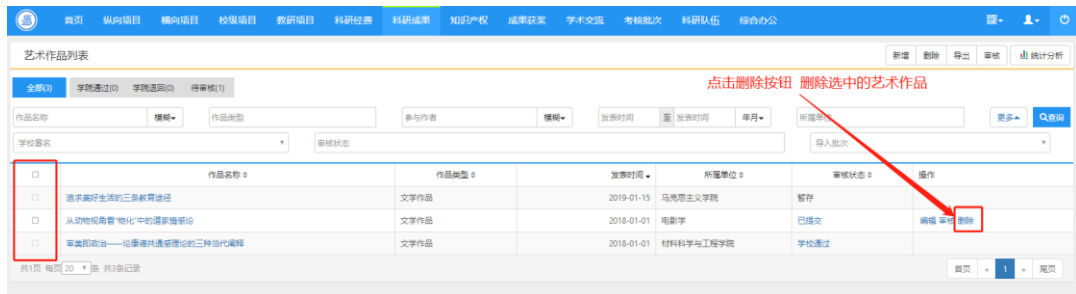 首页 纵向项目 横向项目 校级项目 教研项目 科研经费 科研成果 知识产权 成果获奖 学术交流 考核批次 科研队伍 综合办公
艺术作品列表 新增 删除 导出 审核 统计分析
全部(3) 学院通过(0) 学院退回(0) 待审核(1)
点击删除按钮 删除选中的艺术作品
作品名称 模糊 作品类型 参与作者 模糊 发表时间 至 发表时间 年月 所属单位 更多 查询
学校署名 审核状态 导入批次
作品名称 作品类型 发表时间 所属单位 审核状态 操作
追求美好生活的三条教育途径 文学作品 2019-01-15 马克思主义学院 暂存
从动物视角看“物化”中的道家情感论 文学作品 2018-01-01 电影学 已提交 编辑 审核 删除
审美即政治——论康德共通感理论的三种当代阐释 文学作品 2018-01-01 材料科学与工程学院 学校通过
共1页 每页 20 条 共3条记录 首页 « 1 » 尾页